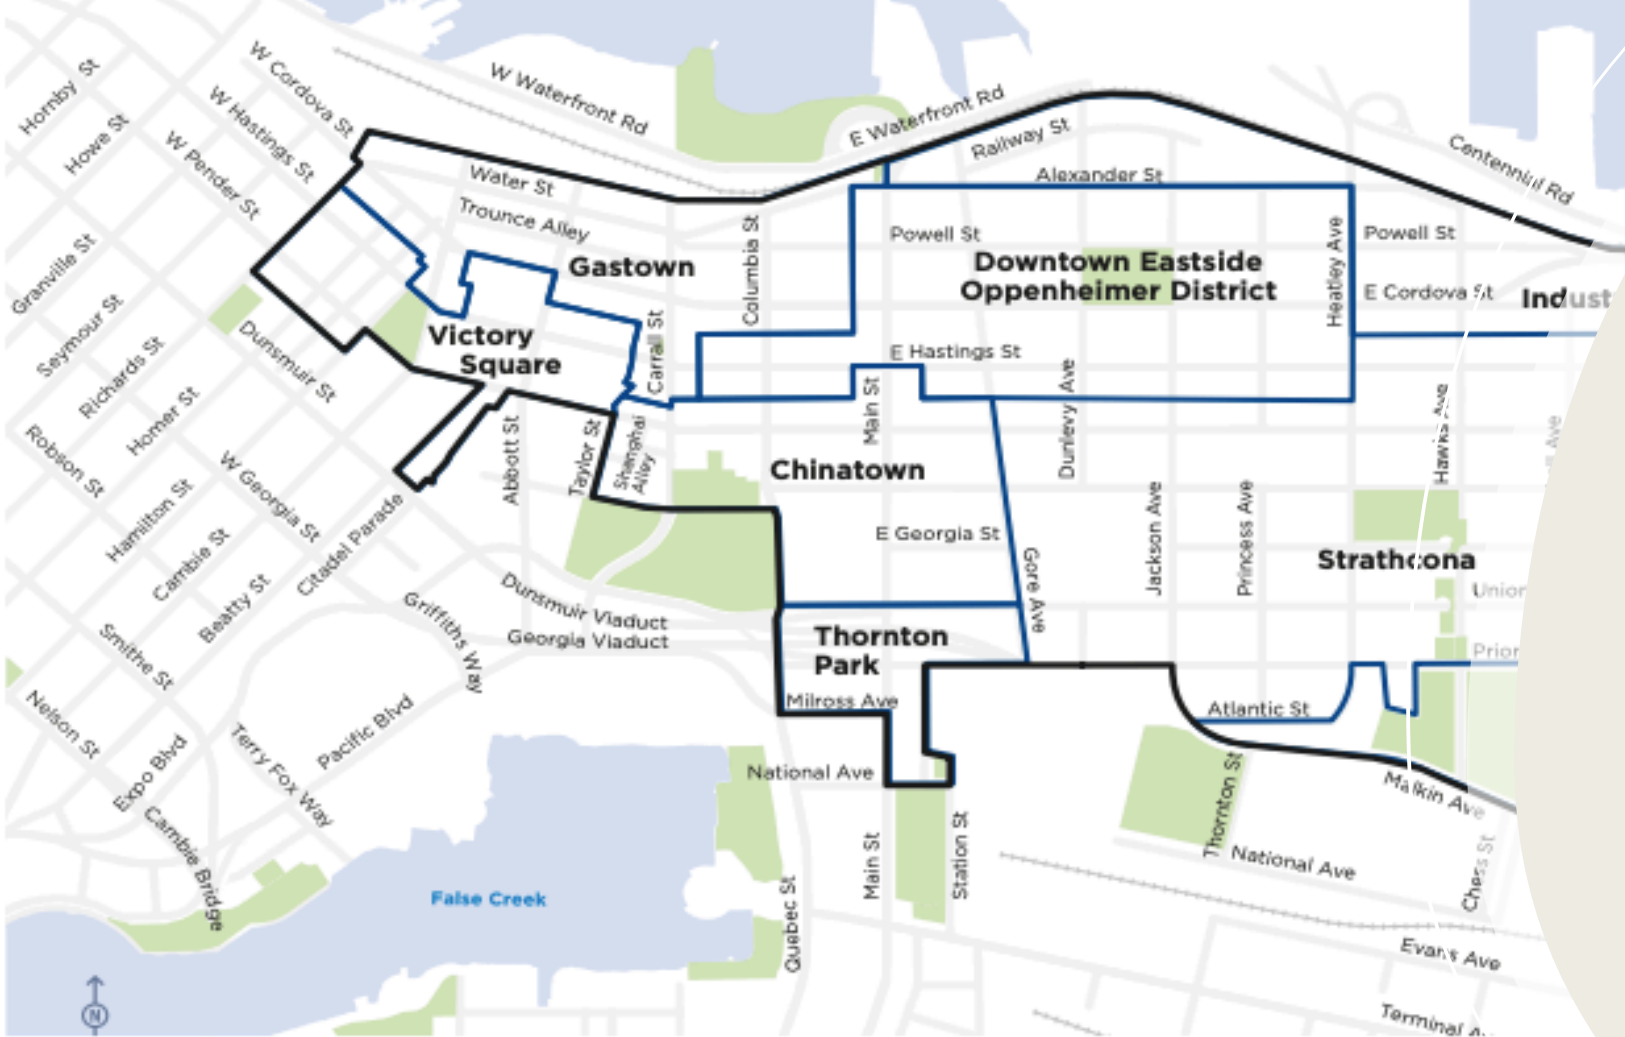 W Cordova St
W Waterfront Rd
Hornby St
W Hastings St
E Waterfront Rd
Howe St
W Pender St
Railway St
Centennial Rd
Water St
Alexander St
Trounce Alley
Columbia St
Powell St
Heatley Ave
Powell St
Granville St
Gastown
Downtown Eastside
Oppenheimer District
E Cordova St
Indust
Seymour St
Dunsmuir St
Victory
Square
Carrall St
E Hastings St
Richards St
Main St
Dunlevy Ave
Hawks Ave
Homer St
Robson St
W Georgia St
Abbott St
Taylor St
Shanghai
Alley
Chinatown
Ave
Hamilton St
Citadel Parade
E Georgia St
Jackson Ave
Princess Ave
Cambie St
Gore Ave
Strathcona
Beatty St
Dunsmuir Viaduct
Union
Griffiths Way
Georgia Viaduct
Thornton
Park
Prior
Smithe St
Milross Ave
Atlantic St
Nelson St
Pacific Blvd
Expo Blvd
Terry Fox Way
National Ave
Malkin Ave
Thornton St
Cambie Bridge
Main St
Station St
National Ave
Chess St
False Creek
Quebec St
Evans Ave
N
Terminal A